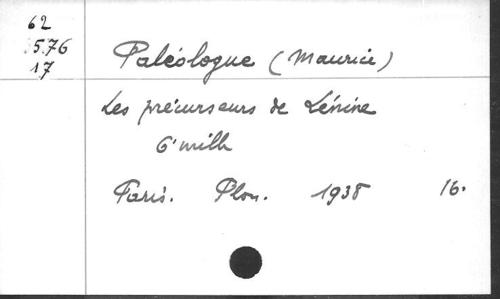 62
576
17
Paléologue (Maurice)
Les précurseurs de Lénine
6e mille
Paris. Plon. 1938 16.